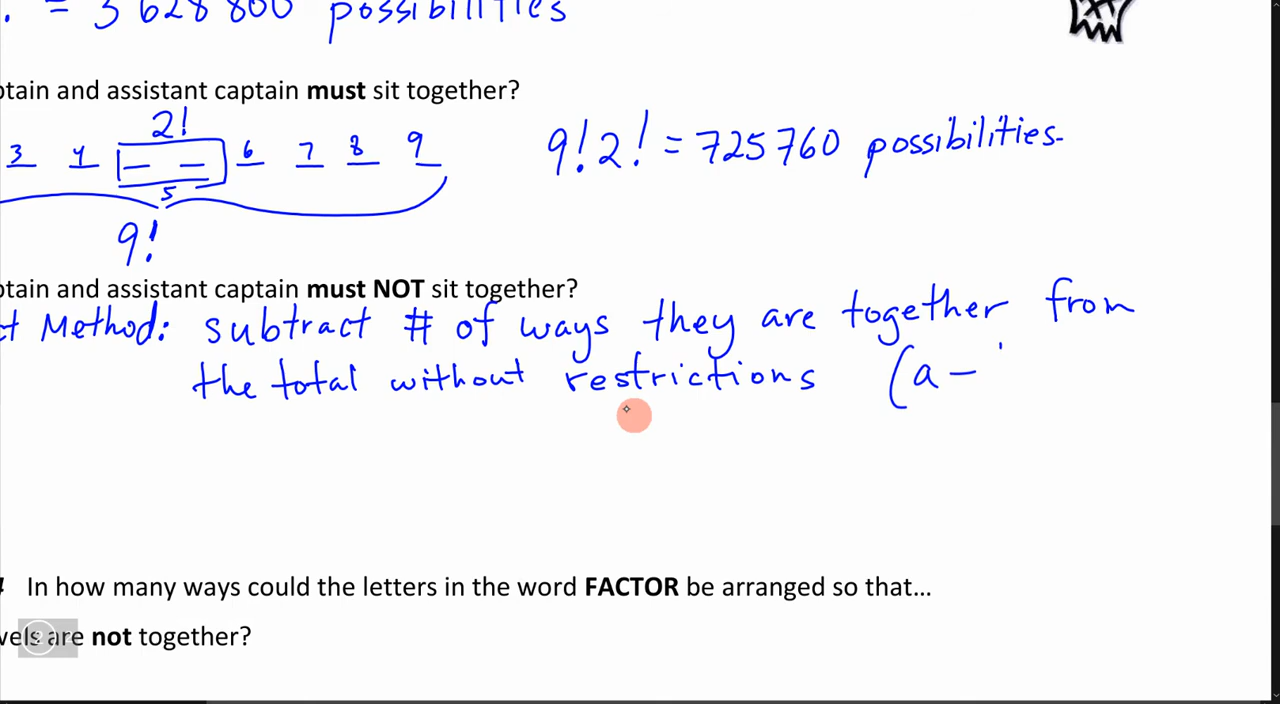 . = 3 628 800 possibilities
ptain and assistant captain must sit together?
2!
3 4 6 7 8 9 9! 2! = 725760 possibilities.
5
9!
ptain and assistant captain must NOT sit together?
ct Method: subtract # of ways they are together from
the total without restrictions (a –
In how many ways could the letters in the word FACTOR be arranged so that...
wels are not together?